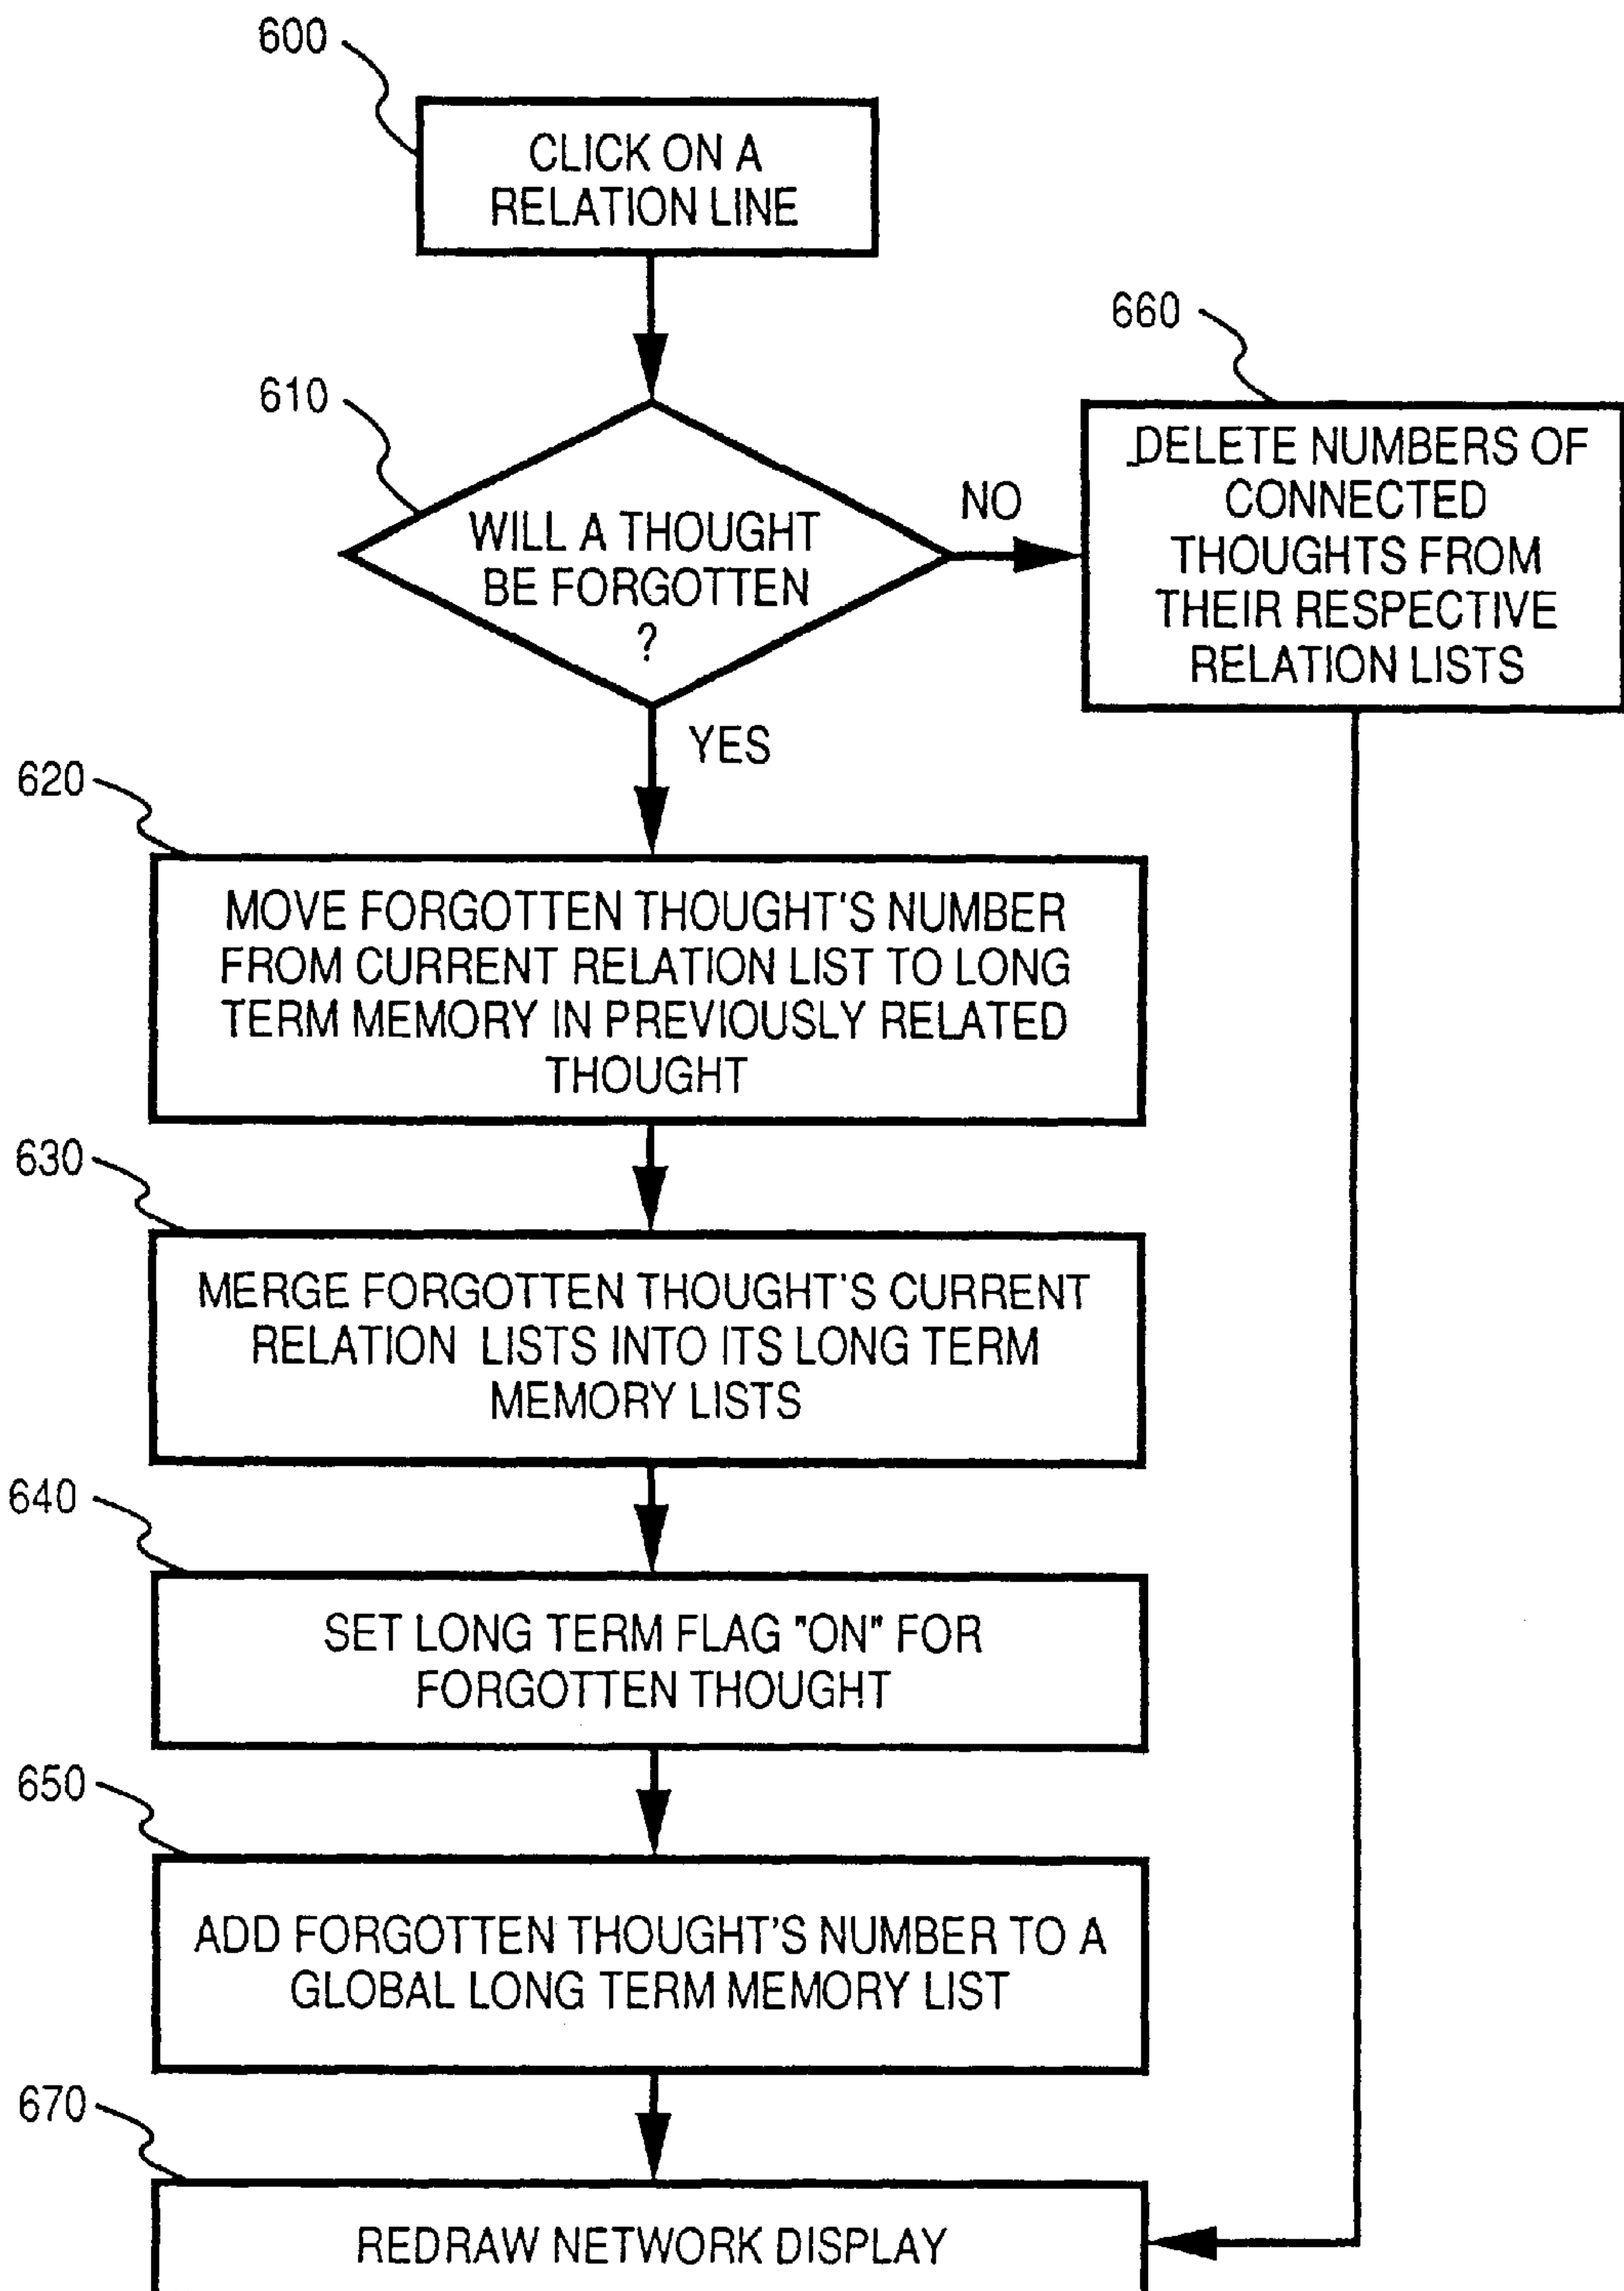 600
CLICK ON A
RELATION LINE
610
WILL A THOUGHT
BE FORGOTTEN
?
NO
660
DELETE NUMBERS OF
CONNECTED
THOUGHTS FROM
THEIR RESPECTIVE
RELATION LISTS
YES
620
MOVE FORGOTTEN THOUGHT'S NUMBER
FROM CURRENT RELATION LIST TO LONG
TERM MEMORY IN PREVIOUSLY RELATED
THOUGHT
630
MERGE FORGOTTEN THOUGHT'S CURRENT
RELATION LISTS INTO ITS LONG TERM
MEMORY LISTS
640
SET LONG TERM FLAG "ON" FOR
FORGOTTEN THOUGHT
650
ADD FORGOTTEN THOUGHT'S NUMBER TO A
GLOBAL LONG TERM MEMORY LIST
670
REDRAW NETWORK DISPLAY